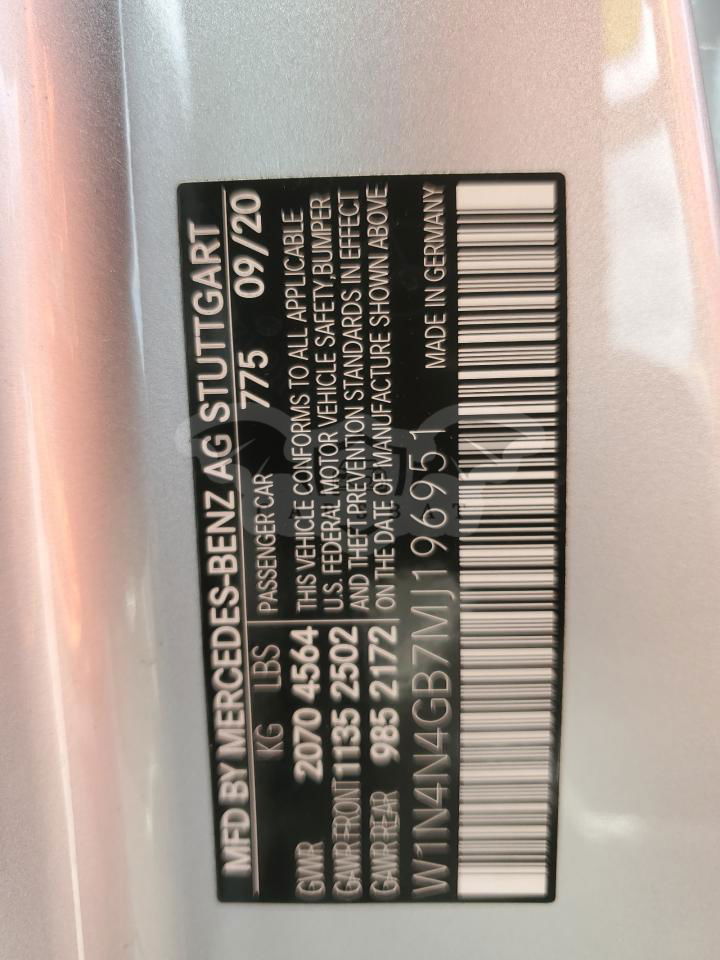 MFD BY MERCEDES-BENZ AG STUTTGART
KG LBS PASSENGER CAR 775 09/20
GVWR 2070 4564
GAWR FRONT 1135 2502
GAWR REAR 985 2172
THIS VEHICLE CONFORMS TO ALL APPLICABLE
U.S. FEDERAL MOTOR VEHICLE SAFETY,BUMPER
AND THEFT PREVENTION STANDARDS IN EFFECT
ON THE DATE OF MANUFACTURE SHOWN ABOVE
W1N4N4GB7MJ196951 MADE IN GERMANY